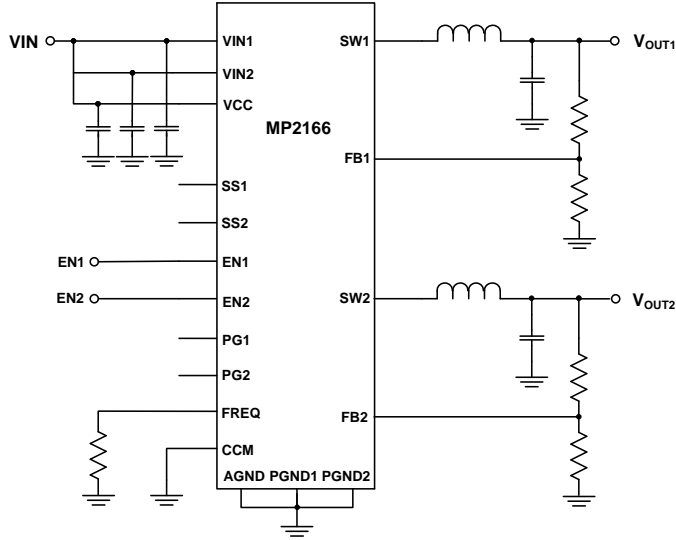 VIN
VIN1
VIN2
VCC
SS1
SS2
EN1
EN1
EN2
EN2
PG1
PG2
FREQ
CCM
AGND PGND1 PGND2
MP2166
SW1
VOUT1
FB1
SW2
VOUT2
FB2